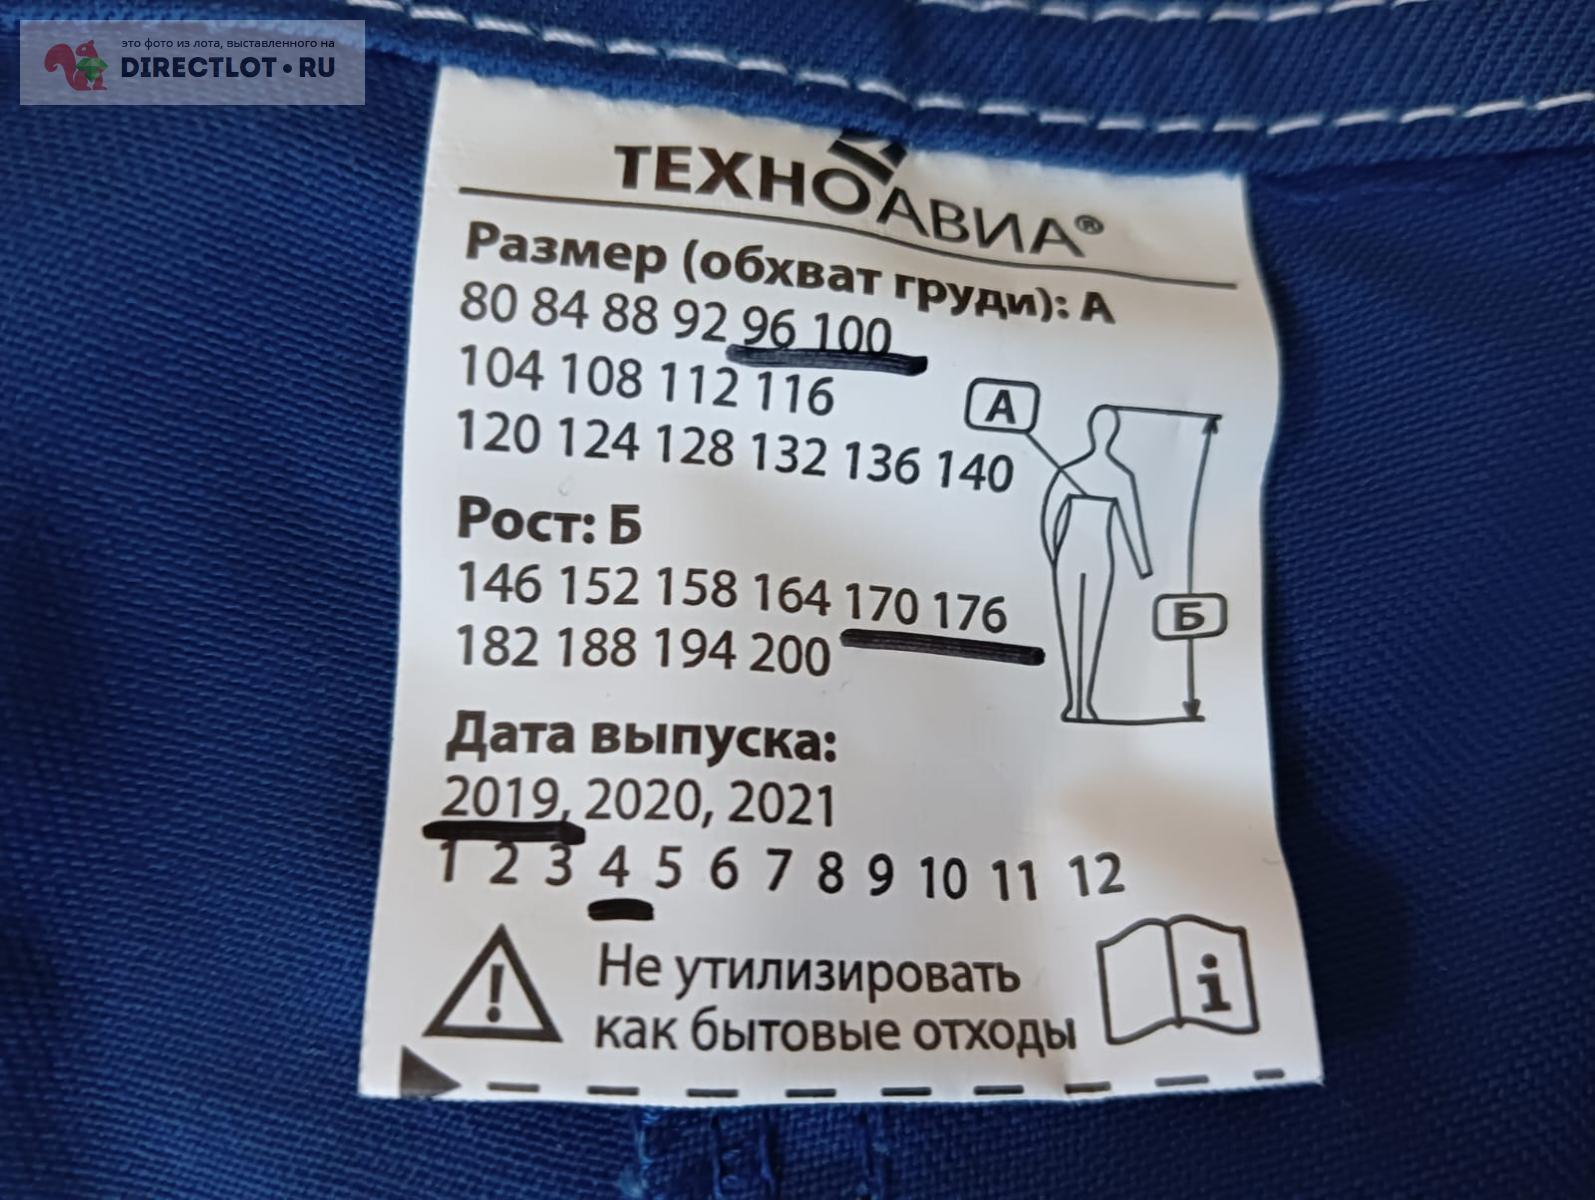 это фото из лота, выставленного на
DIRECTLOT•RU
ТЕХНОАВИА®
Размер (обхват груди): А
80 84 88 92 96 100
104 108 112 116
120 124 128 132 136 140
А
Рост: Б
146 152 158 164 170 176
182 188 194 200
Б
Дата выпуска:
2019, 2020, 2021
1 2 3 4 5 6 7 8 9 10 11 12
Не утилизировать
как бытовые отходы
i